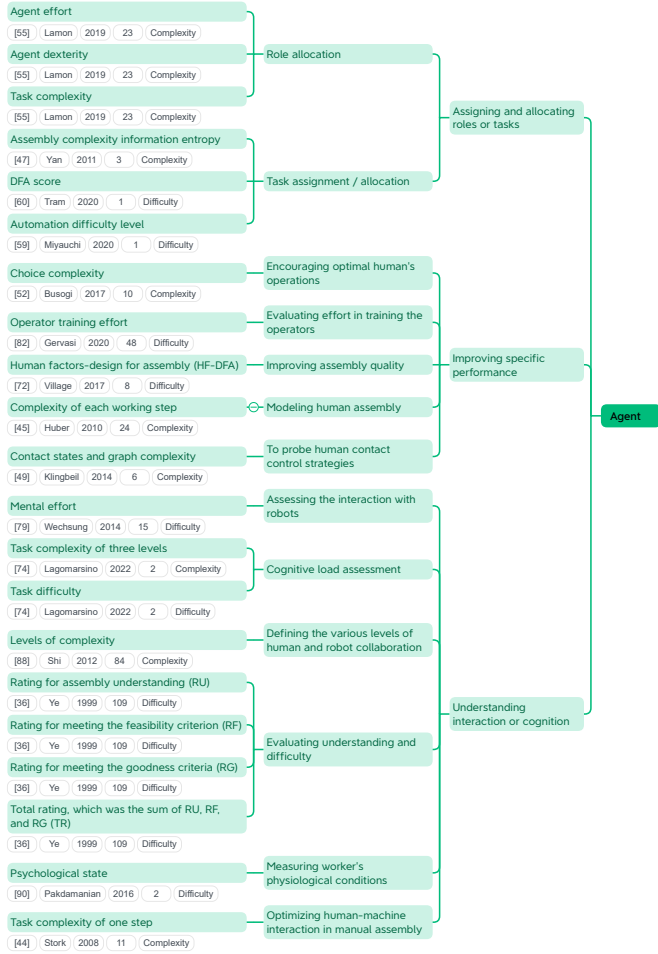 Agent effort
[55] Lamon 2019 23 Complexity
Agent dexterity
[55] Lamon 2019 23 Complexity
Task complexity
[55] Lamon 2019 23 Complexity
Role allocation
Assembly complexity information entropy
[47] Yan 2011 3 Complexity
DFA score
[60] Tram 2020 1 Difficulty
Automation difficulty level
[59] Miyauchi 2020 1 Difficulty
Task assignment / allocation
Assigning and allocating
roles or tasks
Choice complexity
[52] Busogi 2017 10 Complexity
Encouraging optimal human's
operations
Operator training effort
[82] Gervasi 2020 48 Difficulty
Evaluating effort in training the
operators
Human factors-design for assembly (HF-DFA)
[72] Village 2017 8 Difficulty
Improving assembly quality
Complexity of each working step
[45] Huber 2010 24 Complexity
Modeling human assembly
Contact states and graph complexity
[49] Klingbeil 2014 6 Complexity
To probe human contact
control strategies
Improving specific
performance
Mental effort
[79] Wechsung 2014 15 Difficulty
Assessing the interaction with
robots
Task complexity of three levels
[74] Lagomarsino 2022 2 Complexity
Task difficulty
[74] Lagomarsino 2022 2 Difficulty
Cognitive load assessment
Levels of complexity
[88] Shi 2012 84 Complexity
Defining the various levels of
human and robot collaboration
Rating for assembly understanding (RU)
[36] Ye 1999 109 Difficulty
Rating for meeting the feasibility criterion (RF)
[36] Ye 1999 109 Difficulty
Rating for meeting the goodness criteria (RG)
[36] Ye 1999 109 Difficulty
Total rating, which was the sum of RU, RF,
and RG (TR)
[36] Ye 1999 109 Difficulty
Evaluating understanding and
difficulty
Psychological state
[90] Pakdamanian 2016 2 Difficulty
Measuring worker's
physiological conditions
Task complexity of one step
[44] Stork 2008 11 Complexity
Optimizing human-machine
interaction in manual assembly
Understanding
interaction or cognition
Agent